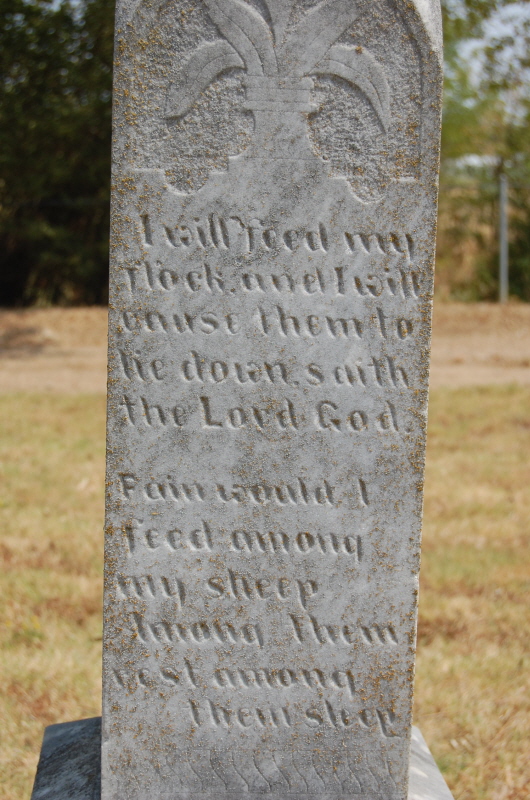 I will feed my
flock, and I will
cause them to
lie down, saith
the Lord God.
Fain would I
feed among
my sheep
Among them
rest among
them sleep